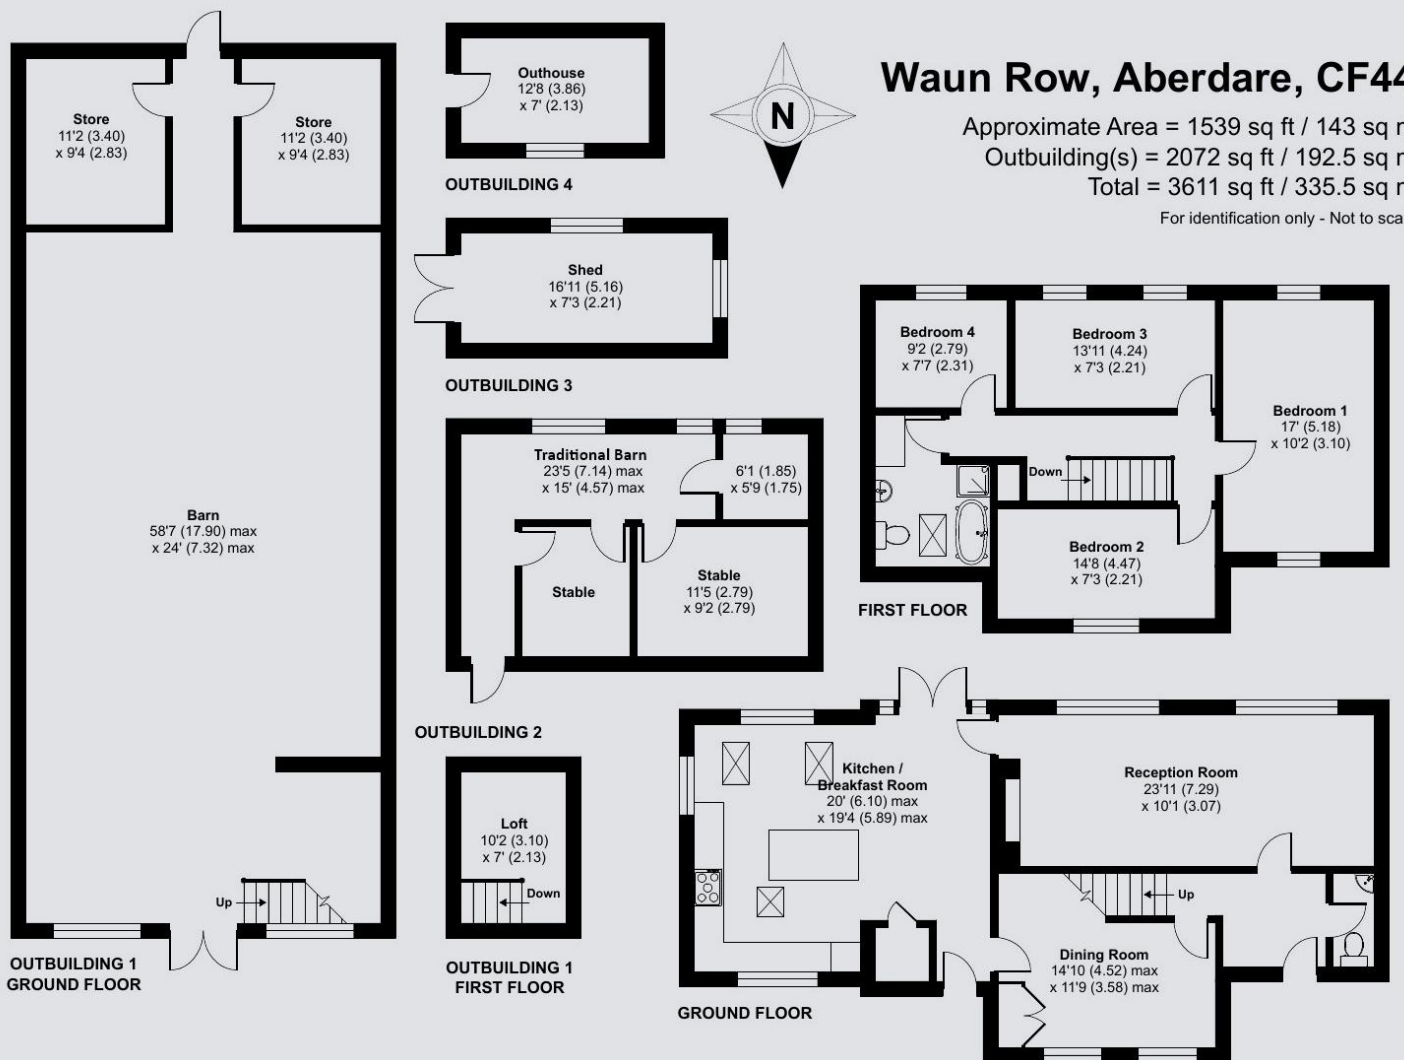 Waun Row, Aberdare, CF44
Approximate Area = 1539 sq ft / 143 sq m
Outbuilding(s) = 2072 sq ft / 192.5 sq m
Total = 3611 sq ft / 335.5 sq m
For identification only - Not to sca
N
Store
11'2 (3.40)
x 9'4 (2.83)
Store
11'2 (3.40)
x 9'4 (2.83)
Barn
58'7 (17.90) max
x 24' (7.32) max
Up
OUTBUILDING 1
GROUND FLOOR
Outhouse
12'8 (3.86)
x 7' (2.13)
OUTBUILDING 4
Shed
16'11 (5.16)
x 7'3 (2.21)
OUTBUILDING 3
Traditional Barn
23'5 (7.14) max
x 15' (4.57) max
6'1 (1.85)
x 5'9 (1.75)
Stable
Stable
11'5 (2.79)
x 9'2 (2.79)
OUTBUILDING 2
Loft
10'2 (3.10)
x 7' (2.13)
Down
OUTBUILDING 1
FIRST FLOOR
Bedroom 4
9'2 (2.79)
x 7'7 (2.31)
Bedroom 3
13'11 (4.24)
x 7'3 (2.21)
Bedroom 1
17' (5.18)
x 10'2 (3.10)
Down
Bedroom 2
14'8 (4.47)
x 7'3 (2.21)
FIRST FLOOR
Kitchen /
Breakfast Room
20' (6.10) max
x 19'4 (5.89) max
Reception Room
23'11 (7.29)
x 10'1 (3.07)
Up
Dining Room
14'10 (4.52) max
x 11'9 (3.58) max
GROUND FLOOR